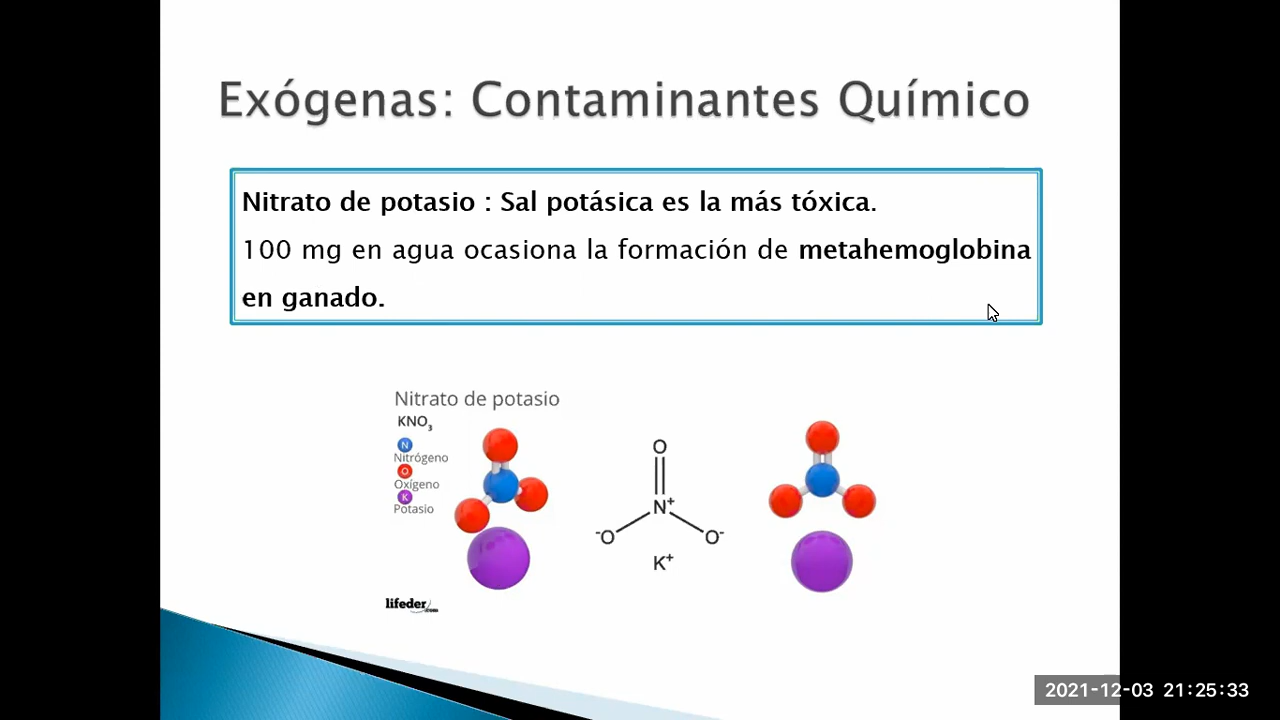 Exógenas: Contaminantes Químico
Nitrato de potasio : Sal potásica es la más tóxica.
100 mg en agua ocasiona la formación de metahemoglobina
en ganado.
Nitrato de potasio
KNO₃
N
Nitrógeno
O
Oxígeno
K
Potasio
O
N⁺
⁻O O⁻
K⁺
lifeder.com
2021-12-03 21:25:33